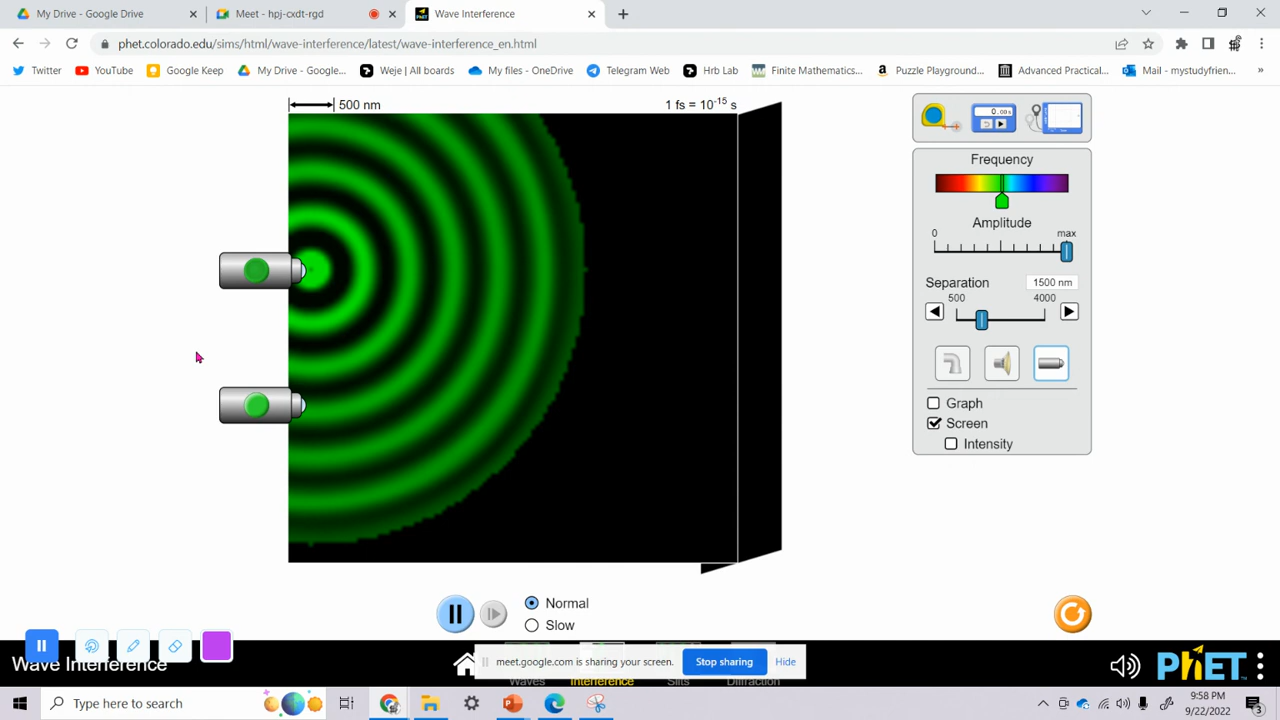 My Drive - Google Drive
Meet - hpj-cxdt-rgd
Wave Interference
phet.colorado.edu/sims/html/wave-interference/latest/wave-interference_en.html
Twitter
YouTube
Google Keep
My Drive - Google...
Weje | All boards
My files - OneDrive
Telegram Web
Hrb Lab
Finite Mathematics...
Puzzle Playground...
Advanced Practical...
Mail - mystudyfrien...
»
500 nm
1 fs = 10⁻¹⁵ s
0.00s
Frequency
Amplitude
0
max
Separation
1500 nm
500
4000
Graph
Screen
Intensity
Normal
Slow
Wave Interference
Waves
Interference
Slits
Diffraction
meet.google.com is sharing your screen.
Stop sharing
Hide
PhET
Type here to search
9:58 PM
9/22/2022
3